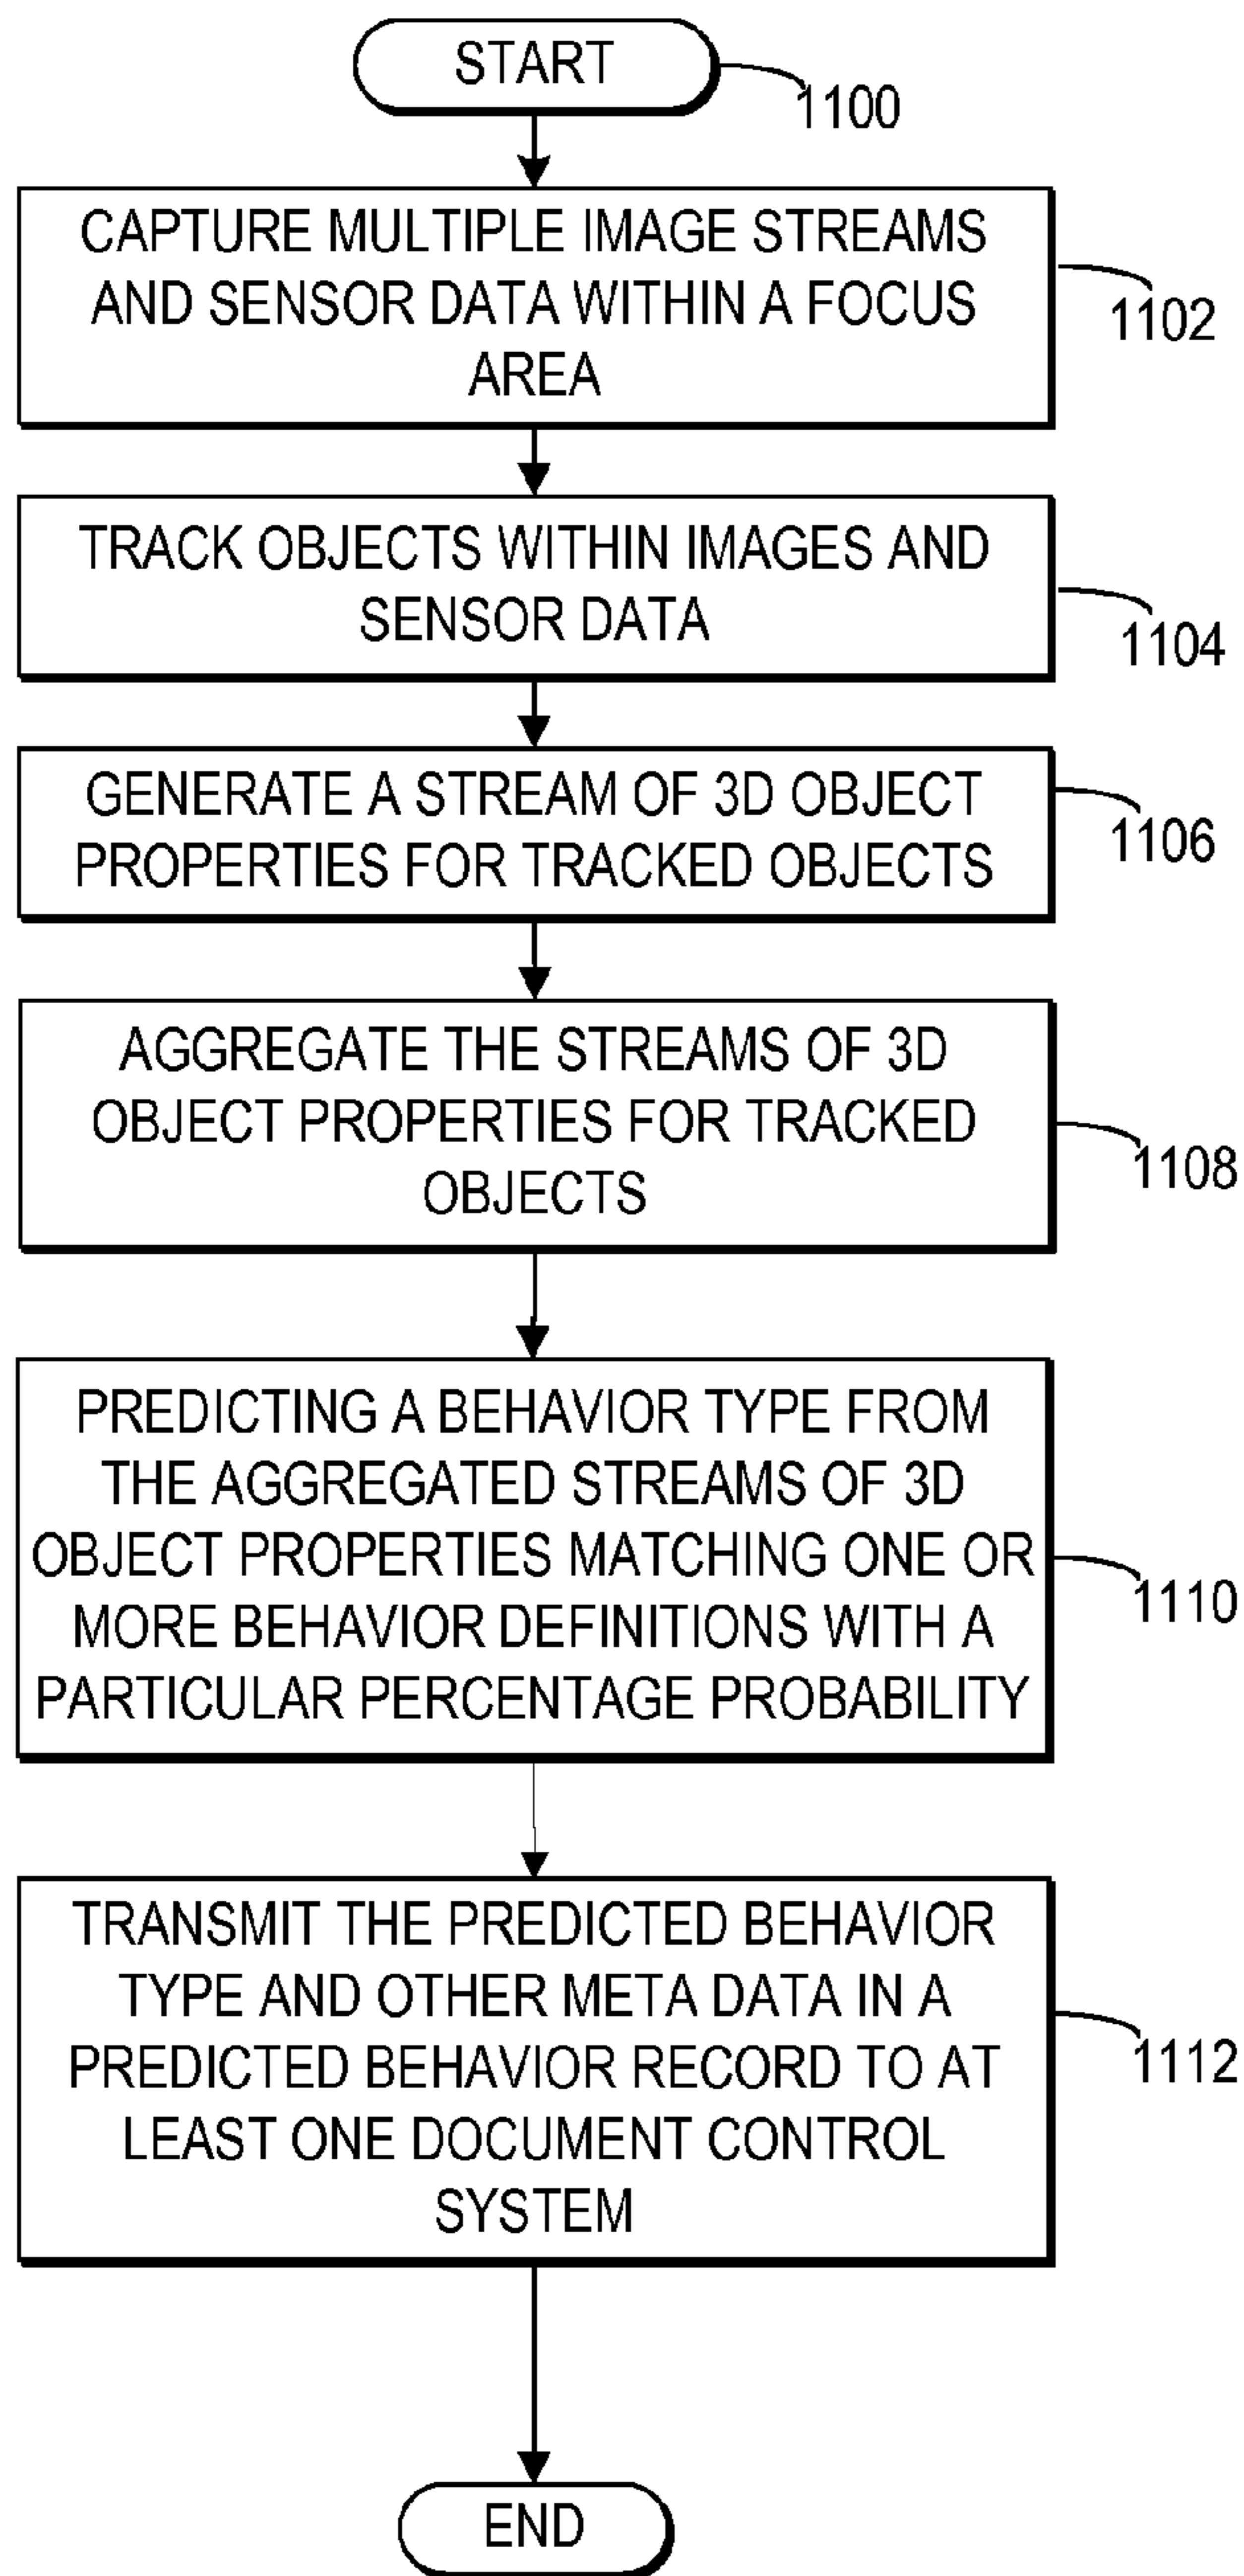 START
1100
CAPTURE MULTIPLE IMAGE STREAMS
AND SENSOR DATA WITHIN A FOCUS
AREA
1102
TRACK OBJECTS WITHIN IMAGES AND
SENSOR DATA
1104
GENERATE A STREAM OF 3D OBJECT
PROPERTIES FOR TRACKED OBJECTS
1106
AGGREGATE THE STREAMS OF 3D
OBJECT PROPERTIES FOR TRACKED
OBJECTS
1108
PREDICTING A BEHAVIOR TYPE FROM
THE AGGREGATED STREAMS OF 3D
OBJECT PROPERTIES MATCHING ONE OR
MORE BEHAVIOR DEFINITIONS WITH A
PARTICULAR PERCENTAGE PROBABILITY
1110
TRANSMIT THE PREDICTED BEHAVIOR
TYPE AND OTHER META DATA IN A
PREDICTED BEHAVIOR RECORD TO AT
LEAST ONE DOCUMENT CONTROL
SYSTEM
1112
END